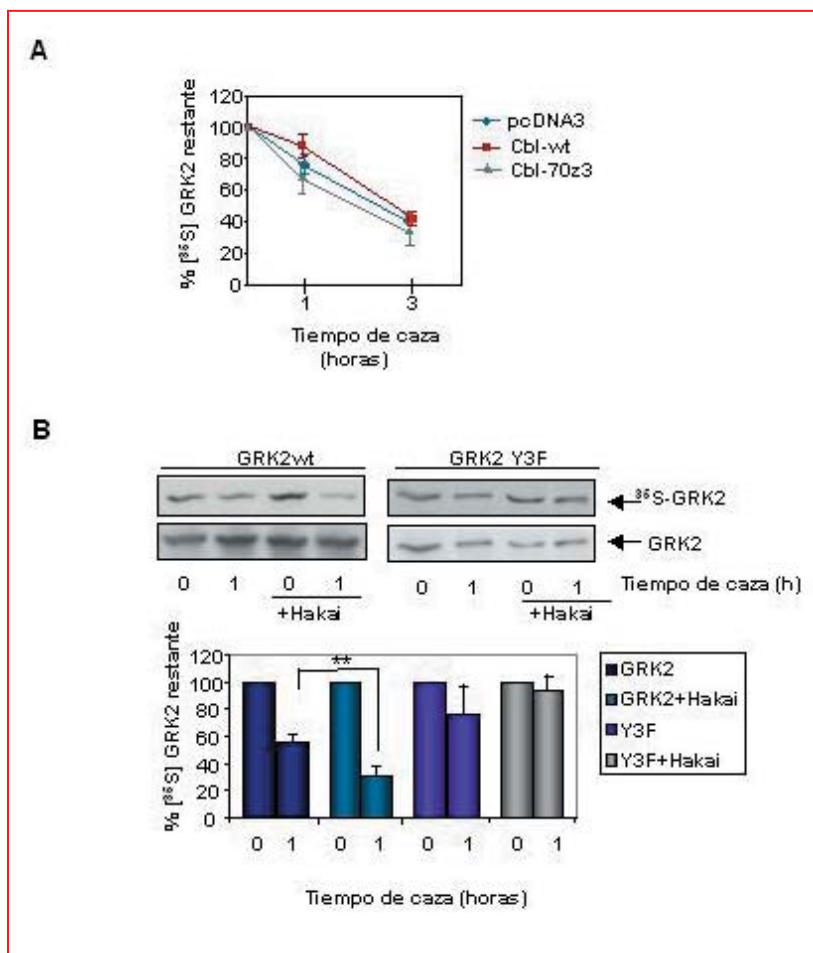 A
120
100
80
60
40
20
0
% [³⁵S] GRK2 restante
1 3
Tiempo de caza
(horas)
pcDNA3
Cbl-wt
Cbl-70z3
B
GRK2wt GRK2 Y3F
³⁵S-GRK2
GRK2
0 1 0 1 0 1 0 1 Tiempo de caza (h)
+Hakai +Hakai
120
100
80
60
40
20
0
% [³⁵S] GRK2 restante
**
0 1 0 1 0 1 0 1
Tiempo de caza (horas)
GRK2
GRK2+Hakai
Y3F
Y3F+Hakai